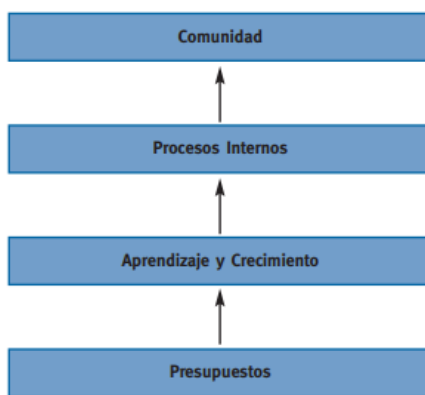 Comunidad
Procesos Internos
Aprendizaje y Crecimiento
Presupuestos